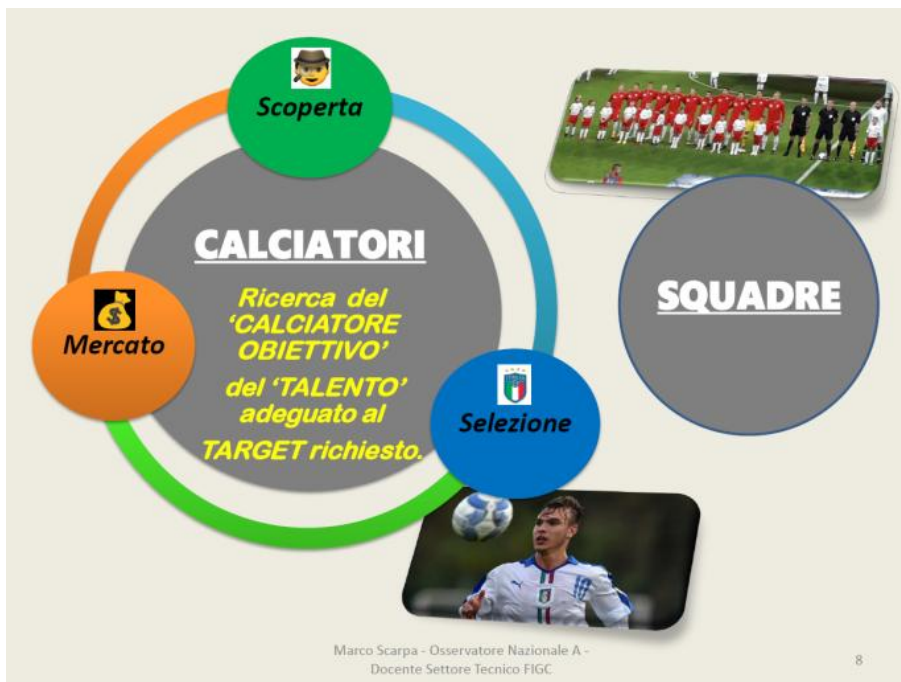 Scoperta
CALCIATORI
Ricerca del
‘CALCIATORE
OBIETTIVO’
del ‘TALENTO’
adeguato al
TARGET richiesto.
Mercato
$
Selezione
SQUADRE
Marco Scarpa - Osservatore Nazionale A -
Docente Settore Tecnico FIGC
8